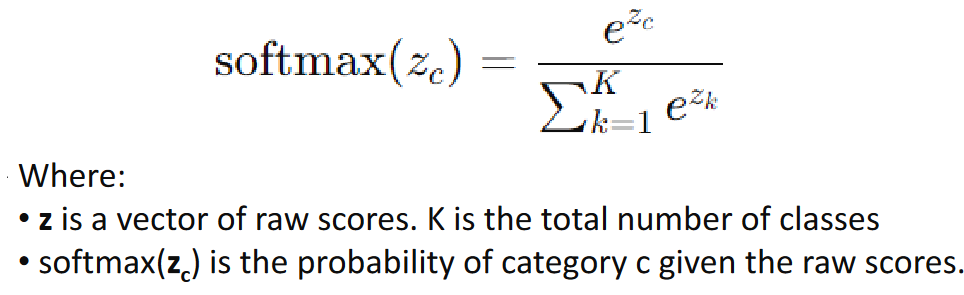 softmax(z_c) = e^{z_c} / \sum_{k=1}^{K} e^{z_k}
Where:
• z is a vector of raw scores. K is the total number of classes
• softmax(z_c) is the probability of category c given the raw scores.